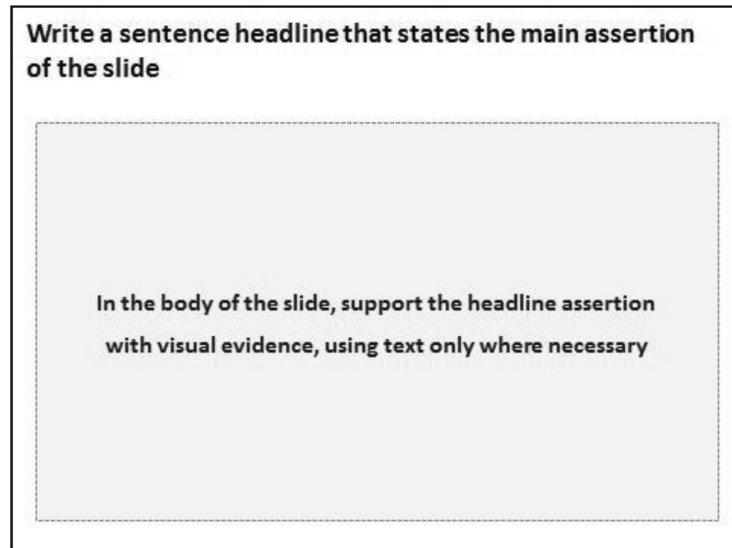 Write a sentence headline that states the main assertion
of the slide
In the body of the slide, support the headline assertion
with visual evidence, using text only where necessary